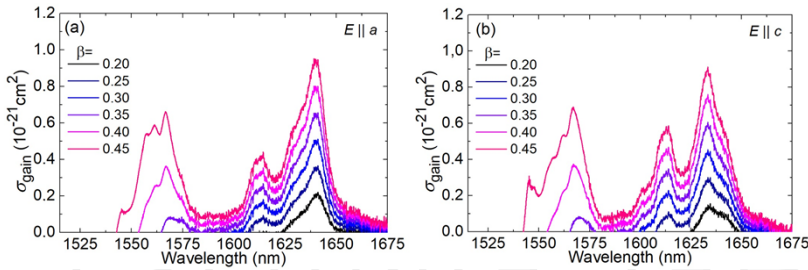 (a) E || a
β=
0.20
0.25
0.30
0.35
0.40
0.45
σgain (10-21cm2)
1.2
1.0
0.8
0.6
0.4
0.2
0.0
1525 1550 1575 1600 1625 1650 1675
Wavelength (nm)
(b) E || c
β=
0.20
0.25
0.30
0.35
0.40
0.45
σgain (10-21cm2)
1.2
1,0
0.8
0.6
0.4
0.2
0.0
1525 1550 1575 1600 1625 1650 1675
Wavelength (nm)